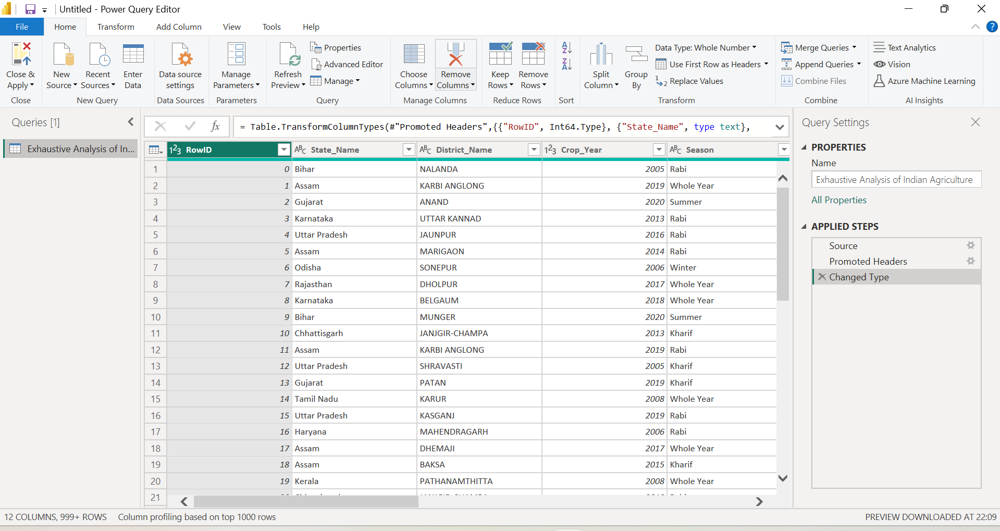 Untitled - Power Query Editor
File Home Transform Add Column View Tools Help
Close & Apply
New Source
Recent Sources
Enter Data
Data source settings
Manage Parameters
Refresh Preview
Properties
Advanced Editor
Manage
Choose Columns
Remove Columns
Keep Rows
Remove Rows
Split Column
Group By
Data Type: Whole Number
Use First Row as Headers
Replace Values
Merge Queries
Append Queries
Combine Files
Text Analytics
Vision
Azure Machine Learning
Close New Query Data Sources Parameters Query Manage Columns Reduce Rows Sort Transform Combine AI Insights
Queries [1]
Exhaustive Analysis of In...
fx = Table.TransformColumnTypes(#"Promoted Headers",{{"RowID", Int64.Type}, {"State_Name", type text},
RowID State_Name District_Name Crop_Year Season
1 0 Bihar NALANDA 2005 Rabi
2 1 Assam KARBI ANGLONG 2019 Whole Year
3 2 Gujarat ANAND 2020 Summer
4 3 Karnataka UTTAR KANNAD 2013 Rabi
5 4 Uttar Pradesh JAUNPUR 2016 Rabi
6 5 Assam MARIGAON 2014 Rabi
7 6 Odisha SONEPUR 2006 Winter
8 7 Rajasthan DHOLPUR 2017 Whole Year
9 8 Karnataka BELGAUM 2018 Whole Year
10 9 Bihar MUNGER 2020 Summer
11 10 Chhattisgarh JANJGIR-CHAMPA 2013 Kharif
12 11 Assam KARBI ANGLONG 2019 Rabi
13 12 Uttar Pradesh SHRAVASTI 2005 Kharif
14 13 Gujarat PATAN 2019 Kharif
15 14 Tamil Nadu KARUR 2008 Whole Year
16 15 Uttar Pradesh KASGANJ 2019 Rabi
17 16 Haryana MAHENDRAGARH 2006 Rabi
18 17 Assam DHEMAJI 2017 Whole Year
19 18 Assam BAKSA 2015 Kharif
20 19 Kerala PATHANAMTHITTA 2008 Whole Year
21
Query Settings
PROPERTIES
Name
Exhaustive Analysis of Indian Agriculture
All Properties
APPLIED STEPS
Source
Promoted Headers
Changed Type
12 COLUMNS, 999+ ROWS Column profiling based on top 1000 rows
PREVIEW DOWNLOADED AT 22:09